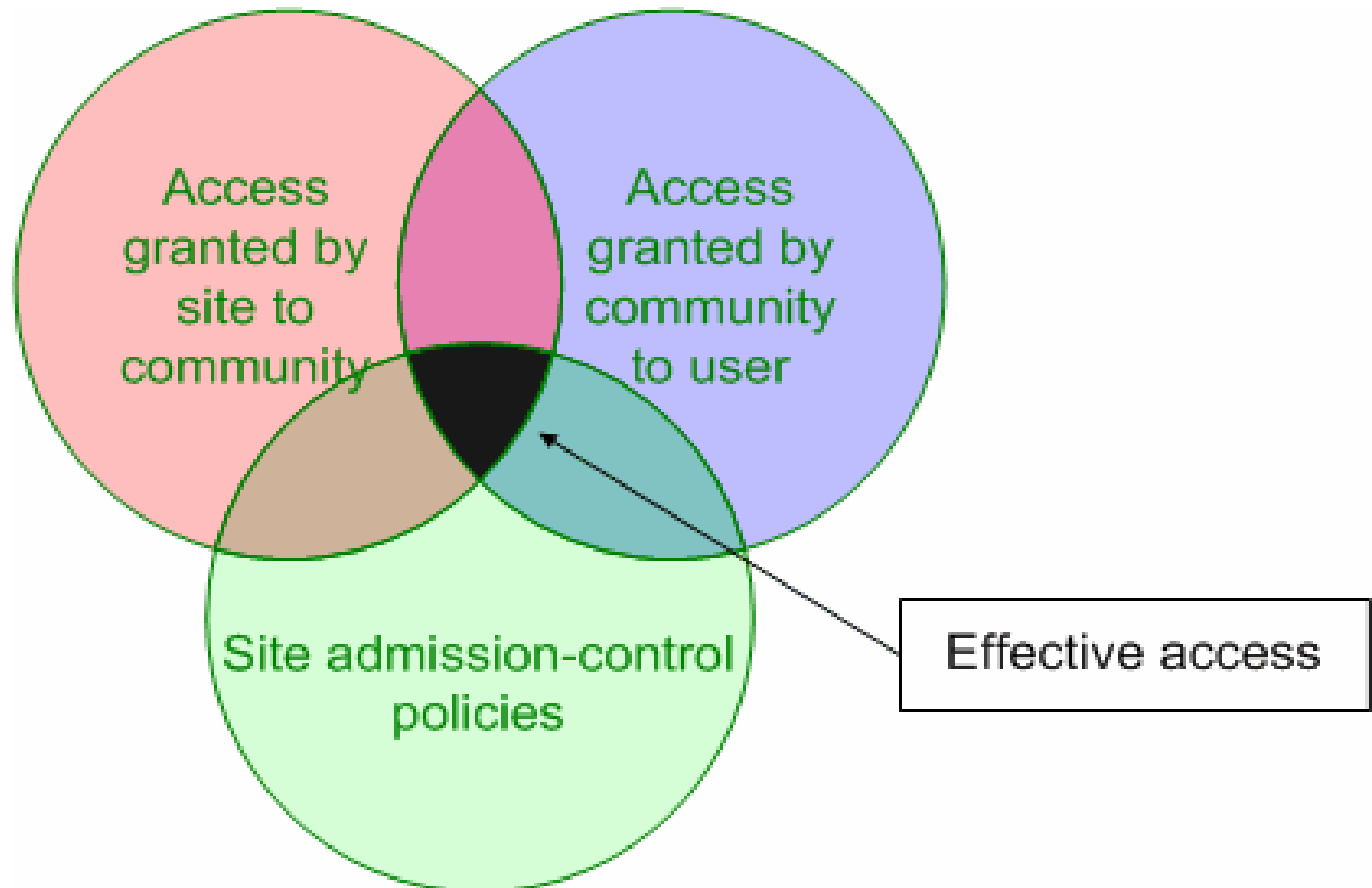 Access
granted by
site to
community
Access
granted by
community
to user
Site admission-control
policies
Effective access